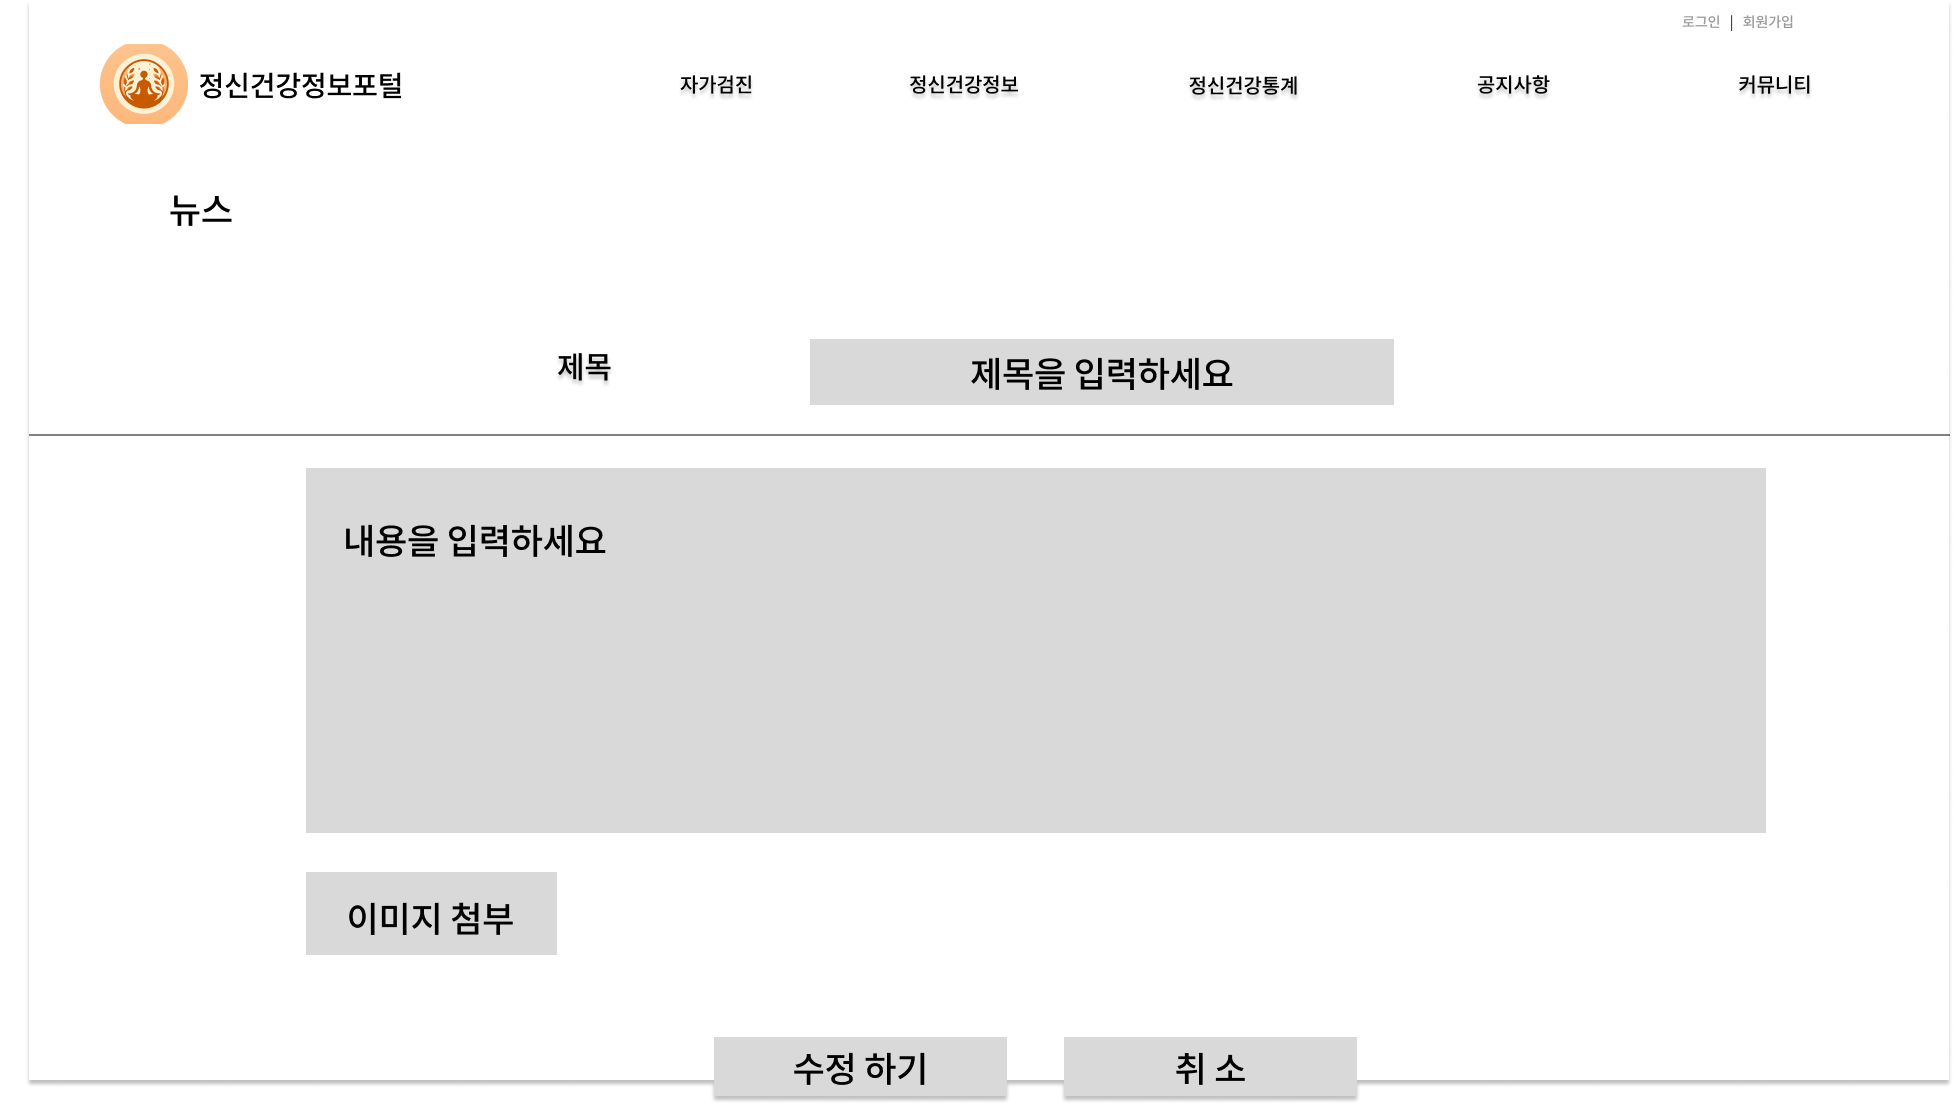 로그인 | 회원가입
정신건강정보포털
자가검진 정신건강정보 정신건강통계 공지사항 커뮤니티
뉴스
제목 제목을 입력하세요
내용을 입력하세요
이미지 첨부
수정 하기 취 소